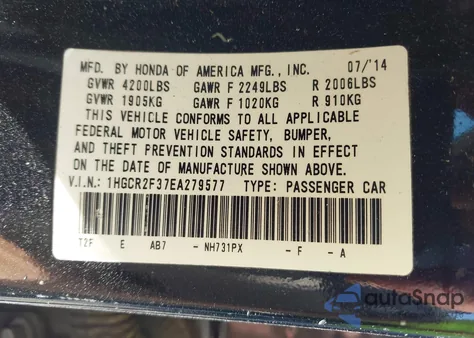 MFD. BY HONDA OF AMERICA MFG., INC. 07/'14
GVWR 4200LBS GAWR F 2249LBS R 2006LBS
GVWR 1905KG GAWR F 1020KG R 910KG
THIS VEHICLE CONFORMS TO ALL APPLICABLE
FEDERAL MOTOR VEHICLE SAFETY, BUMPER,
AND THEFT PREVENTION STANDARDS IN EFFECT
ON THE DATE OF MANUFACTURE SHOWN ABOVE.
V.I.N.: 1HGCR2F37EA279577 TYPE: PASSENGER CAR
T2F E AB7 - NH731PX - F - A
autoSnap